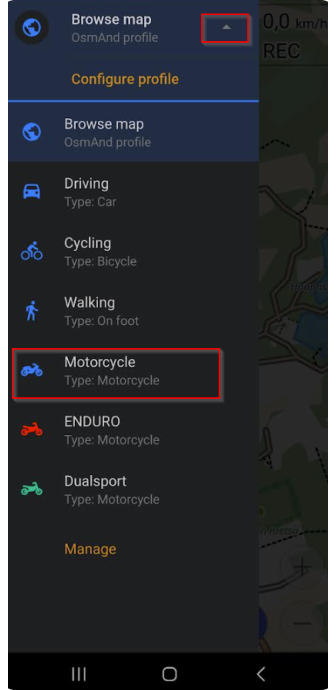 Browse map
OsmAnd profile
0,0 km/h
REC
Configure profile
Browse map
OsmAnd profile
Driving
Type: Car
Cycling
Type: Bicycle
Walking
Type: On foot
Motorcycle
Type: Motorcycle
ENDURO
Type: Motorcycle
Dualsport
Type: Motorcycle
Manage